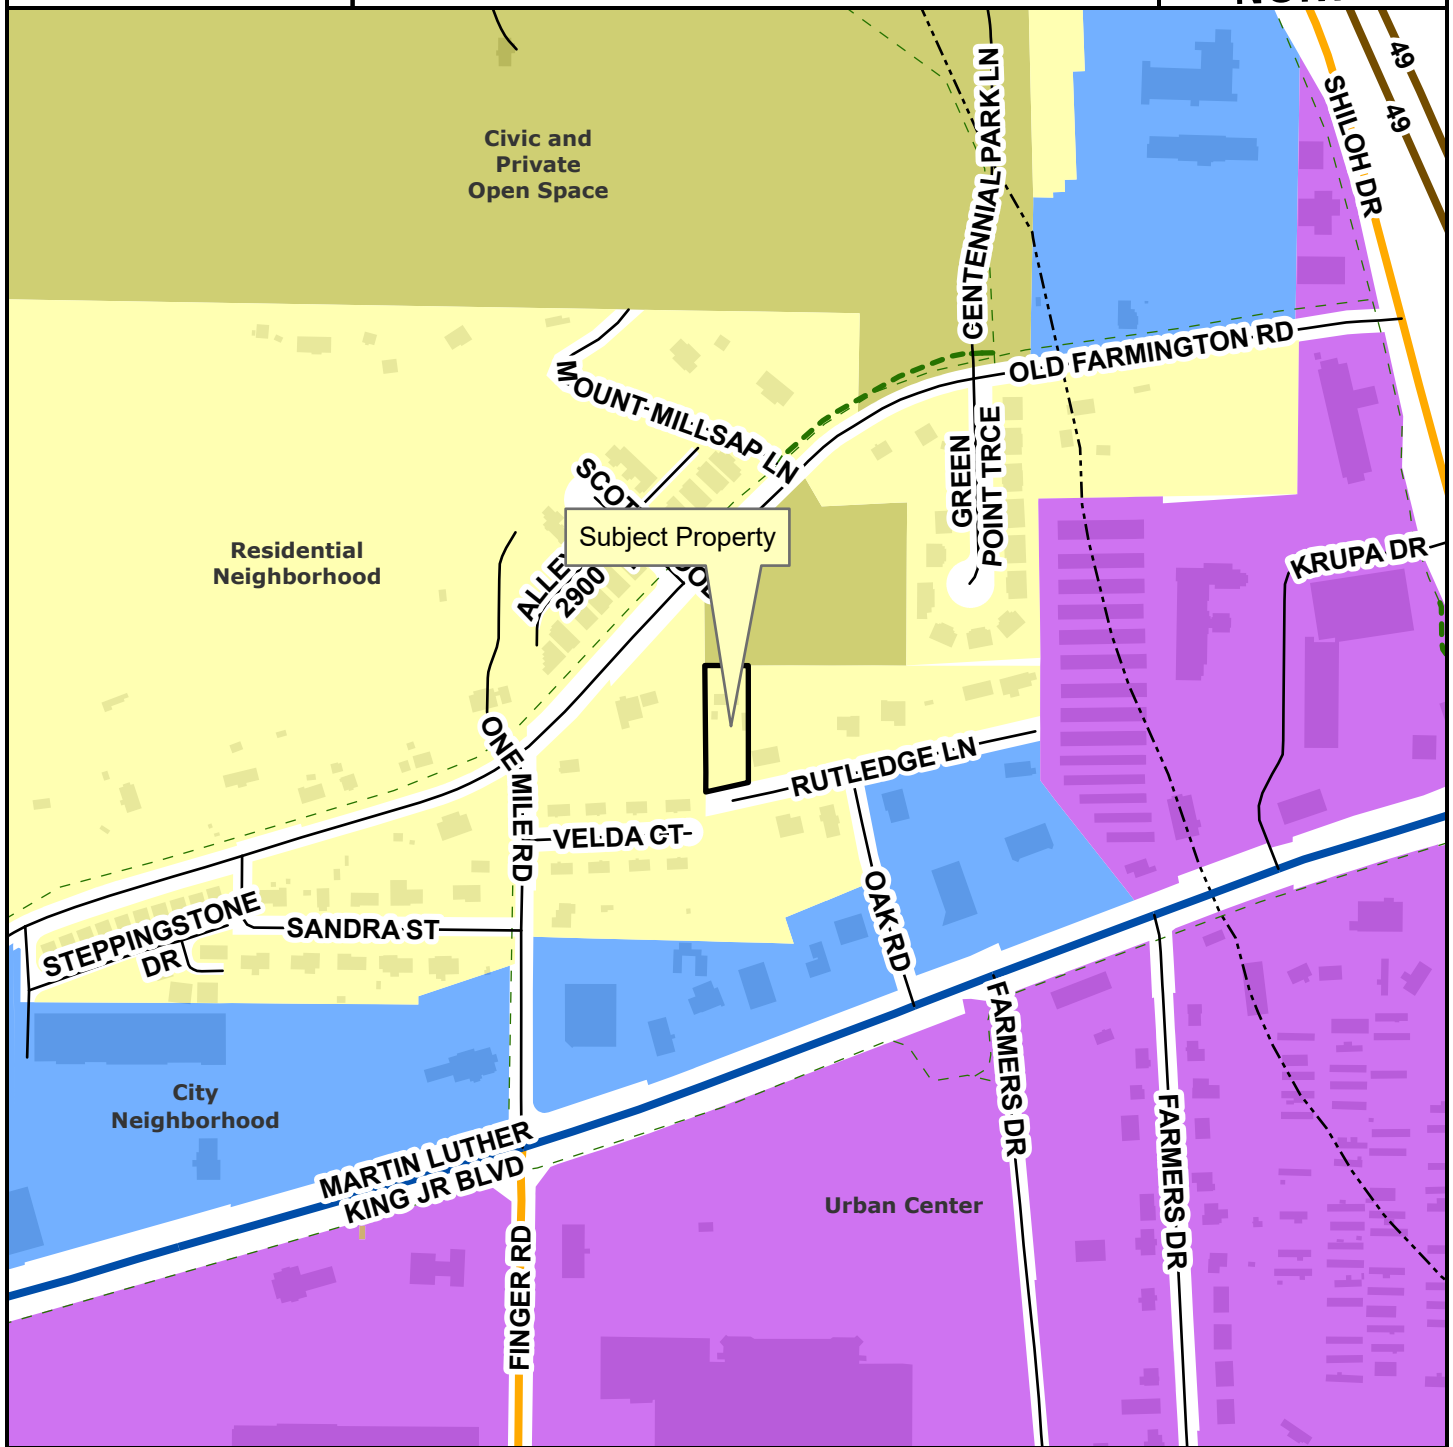 49
49
SHILOH DR
CENTENNIAL PARK LN
Civic and
Private
Open Space
OLD FARMINGTON RD
MOUNT MILLSAP LN
GREEN
POINT TRCE
Subject Property
ALLEY
2900
Residential
Neighborhood
KRUPA DR
ONE MILE RD
RUTLEDGE LN
VELDA CT
OAK RD
STEPPINGSTONE
DR
SANDRA ST
City
Neighborhood
MARTIN LUTHER
KING JR BLVD
FARMERS DR
FARMERS DR
Urban Center
FINGER RD